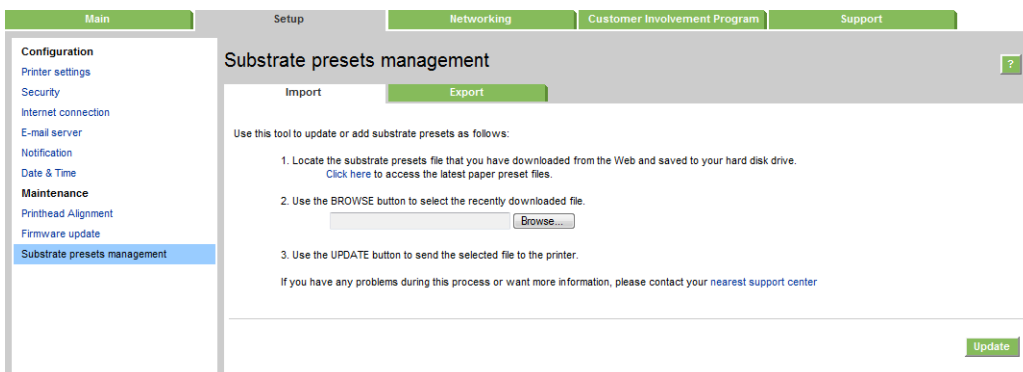 Main
Setup
Networking
Customer Involvement Program
Support
Configuration
Printer settings
Security
Internet connection
E-mail server
Notification
Date & Time
Maintenance
Printhead Alignment
Firmware update
Substrate presets management
Substrate presets management
?
Import
Export
Use this tool to update or add substrate presets as follows:
1. Locate the substrate presets file that you have downloaded from the Web and saved to your hard disk drive.
Click here to access the latest paper preset files.
2. Use the BROWSE button to select the recently downloaded file.
Browse...
3. Use the UPDATE button to send the selected file to the printer.
If you have any problems during this process or want more information, please contact your nearest support center
Update